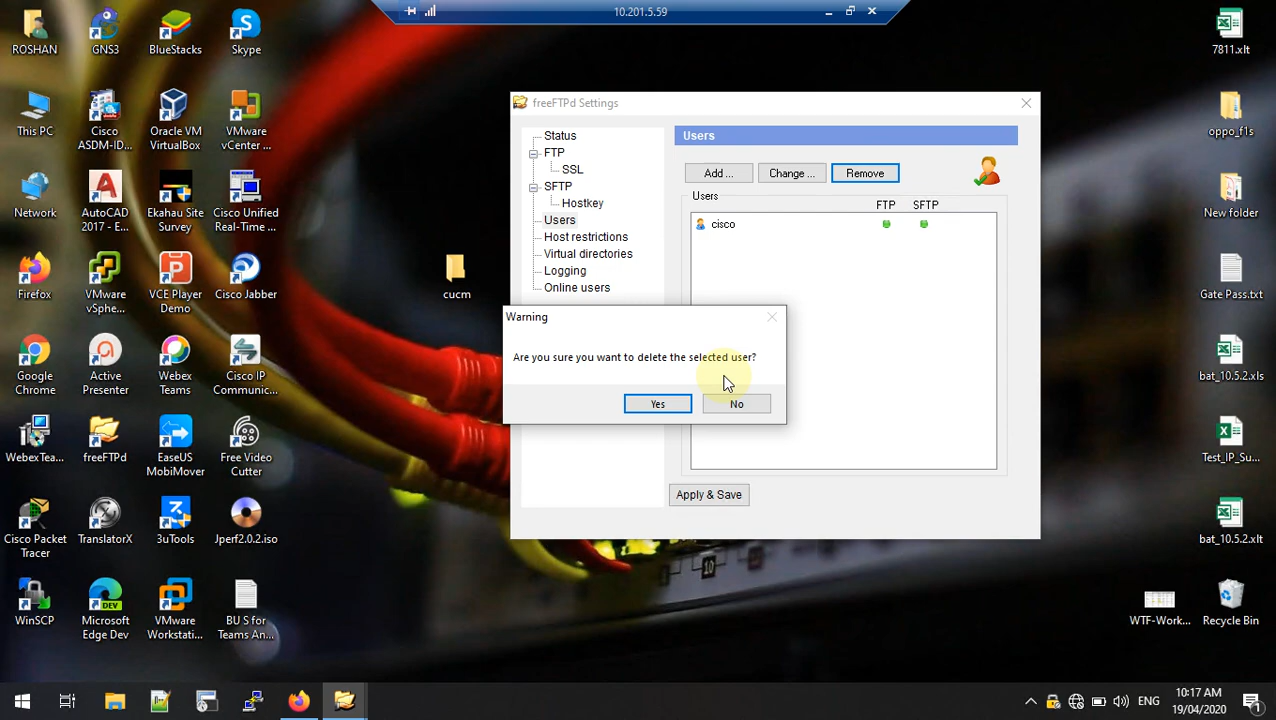 10.201.5.59
ROSHAN
GNS3
BlueStacks
Skype
7811.xlt
This PC
Cisco
ASDM-ID...
Oracle VM
VirtualBox
VMware
vCenter ...
oppo_f1s
Network
AutoCAD
2017 - E...
Ekahau Site
Survey
Cisco Unified
Real-Time ...
New folder
Firefox
VMware
vSphe...
VCE Player
Demo
Cisco Jabber
cucm
Gate Pass.txt
Google
Chrome
Active
Presenter
Webex
Teams
Cisco IP
Communic...
bat_10.5.2.xls
WebexTea...
freeFTPd
EaseUS
MobiMover
Free Video
Cutter
Test_IP_Su...
Cisco Packet
Tracer
TranslatorX
3uTools
Jperf2.0.2.iso
bat_10.5.2.xlt
WinSCP
Microsoft
Edge Dev
VMware
Workstati...
BU S for
Teams An...
WTF-Work...
Recycle Bin
freeFTPd Settings
Status
FTP
SSL
SFTP
Hostkey
Users
Host restrictions
Virtual directories
Logging
Online users
Users
Add ...
Change ...
Remove
Users
FTP
SFTP
cisco
Apply & Save
Warning
Are you sure you want to delete the selected user?
Yes
No
10
ENG
10:17 AM
19/04/2020
1